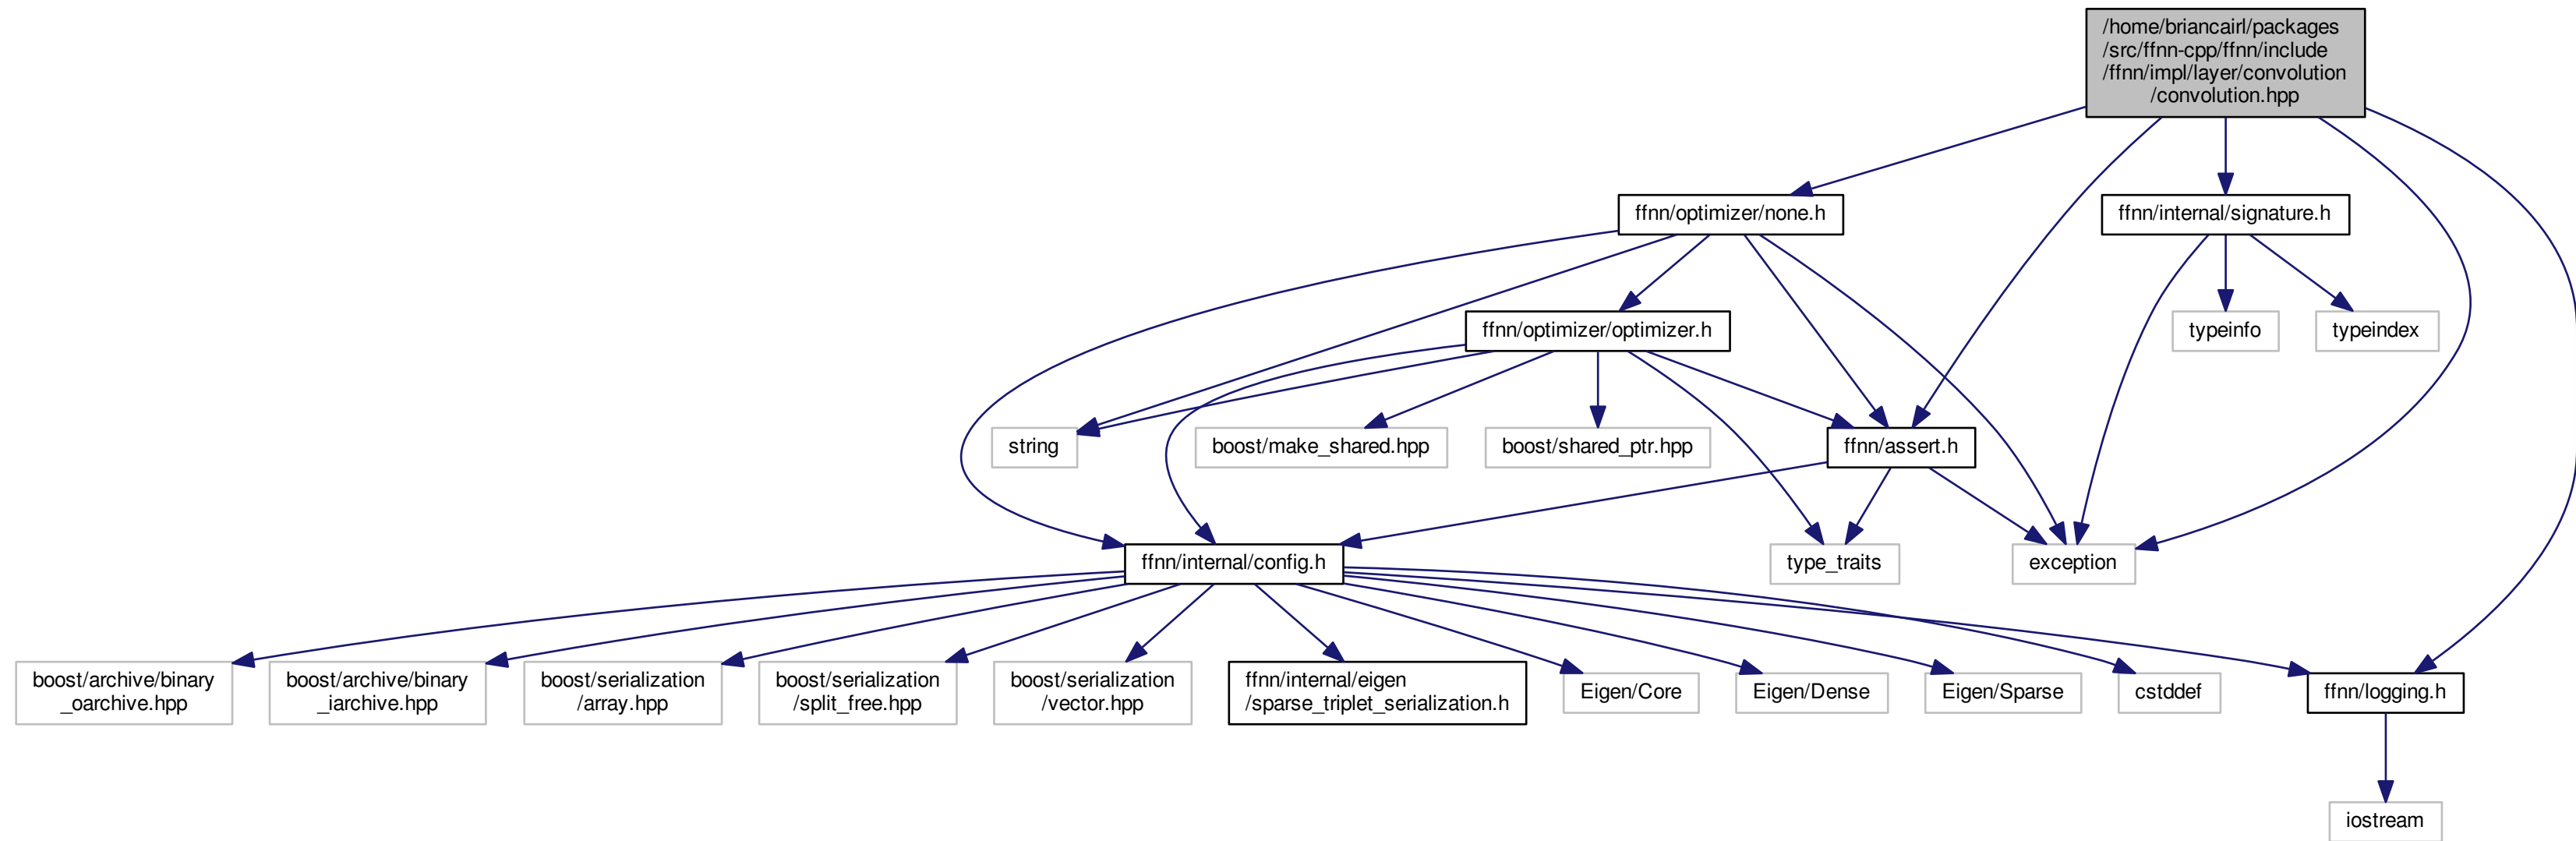 /home/briancairl/packages
/src/ffnn-cpp/ffnn/include
/ffnn/impl/layer/convolution
/convolution.hpp
ffnn/optimizer/none.h
ffnn/internal/signature.h
ffnn/optimizer/optimizer.h
typeinfo
typeindex
string
boost/make_shared.hpp
boost/shared_ptr.hpp
ffnn/assert.h
ffnn/internal/config.h
type_traits
exception
boost/archive/binary
_oarchive.hpp
boost/archive/binary
_iarchive.hpp
boost/serialization
/array.hpp
boost/serialization
/split_free.hpp
boost/serialization
/vector.hpp
ffnn/internal/eigen
/sparse_triplet_serialization.h
Eigen/Core
Eigen/Dense
Eigen/Sparse
cstddef
ffnn/logging.h
iostream